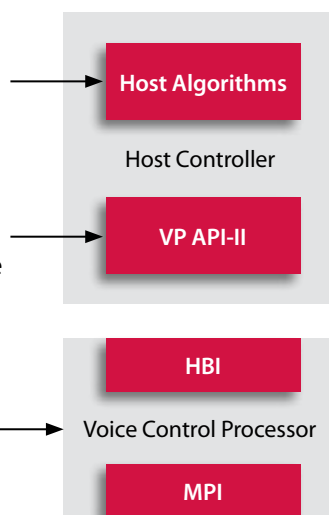 Host Algorithms
Host Controller
VP API-II
e
HBI
Voice Control Processor
MPI